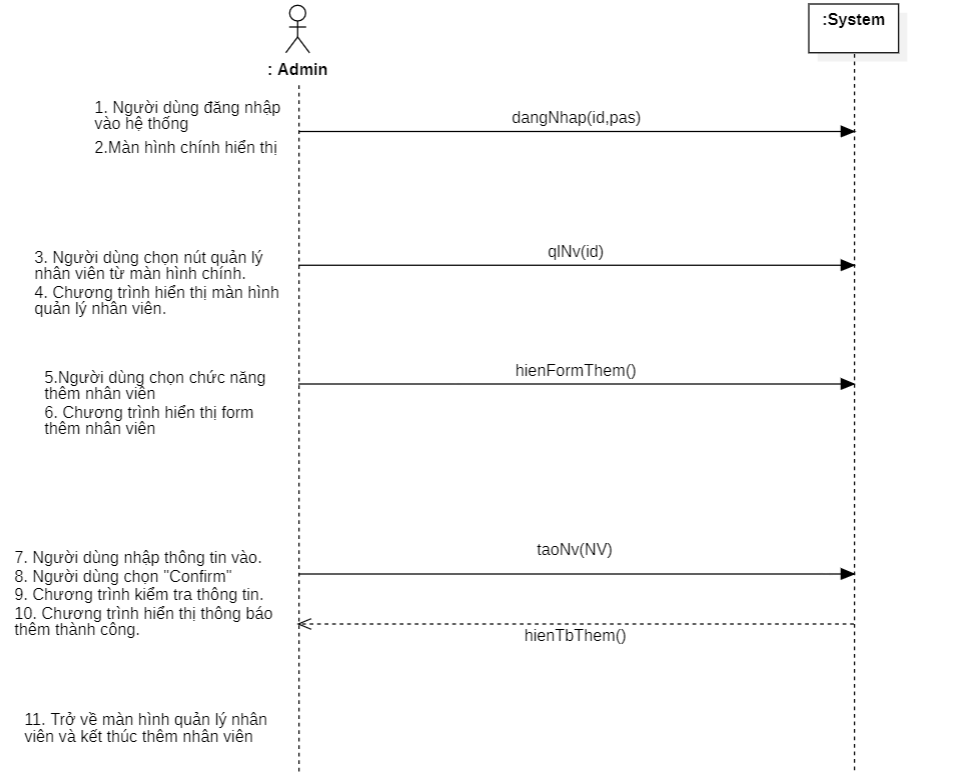 :System
: Admin
1. Người dùng đăng nhập
vào hệ thống
dangNhap(id,pas)
2.Màn hình chính hiển thị
3. Người dùng chọn nút quản lý
nhân viên từ màn hình chính.
qlNv(id)
4. Chương trình hiển thị màn hình
quản lý nhân viên.
5.Người dùng chọn chức năng
thêm nhân viên
hienFormThem()
6. Chương trình hiển thị form
thêm nhân viên
7. Người dùng nhập thông tin vào.
taoNv(NV)
8. Người dùng chọn "Confirm"
9. Chương trình kiểm tra thông tin.
10. Chương trình hiển thị thông báo
thêm thành công.
hienTbThem()
11. Trở về màn hình quản lý nhân
viên và kết thúc thêm nhân viên